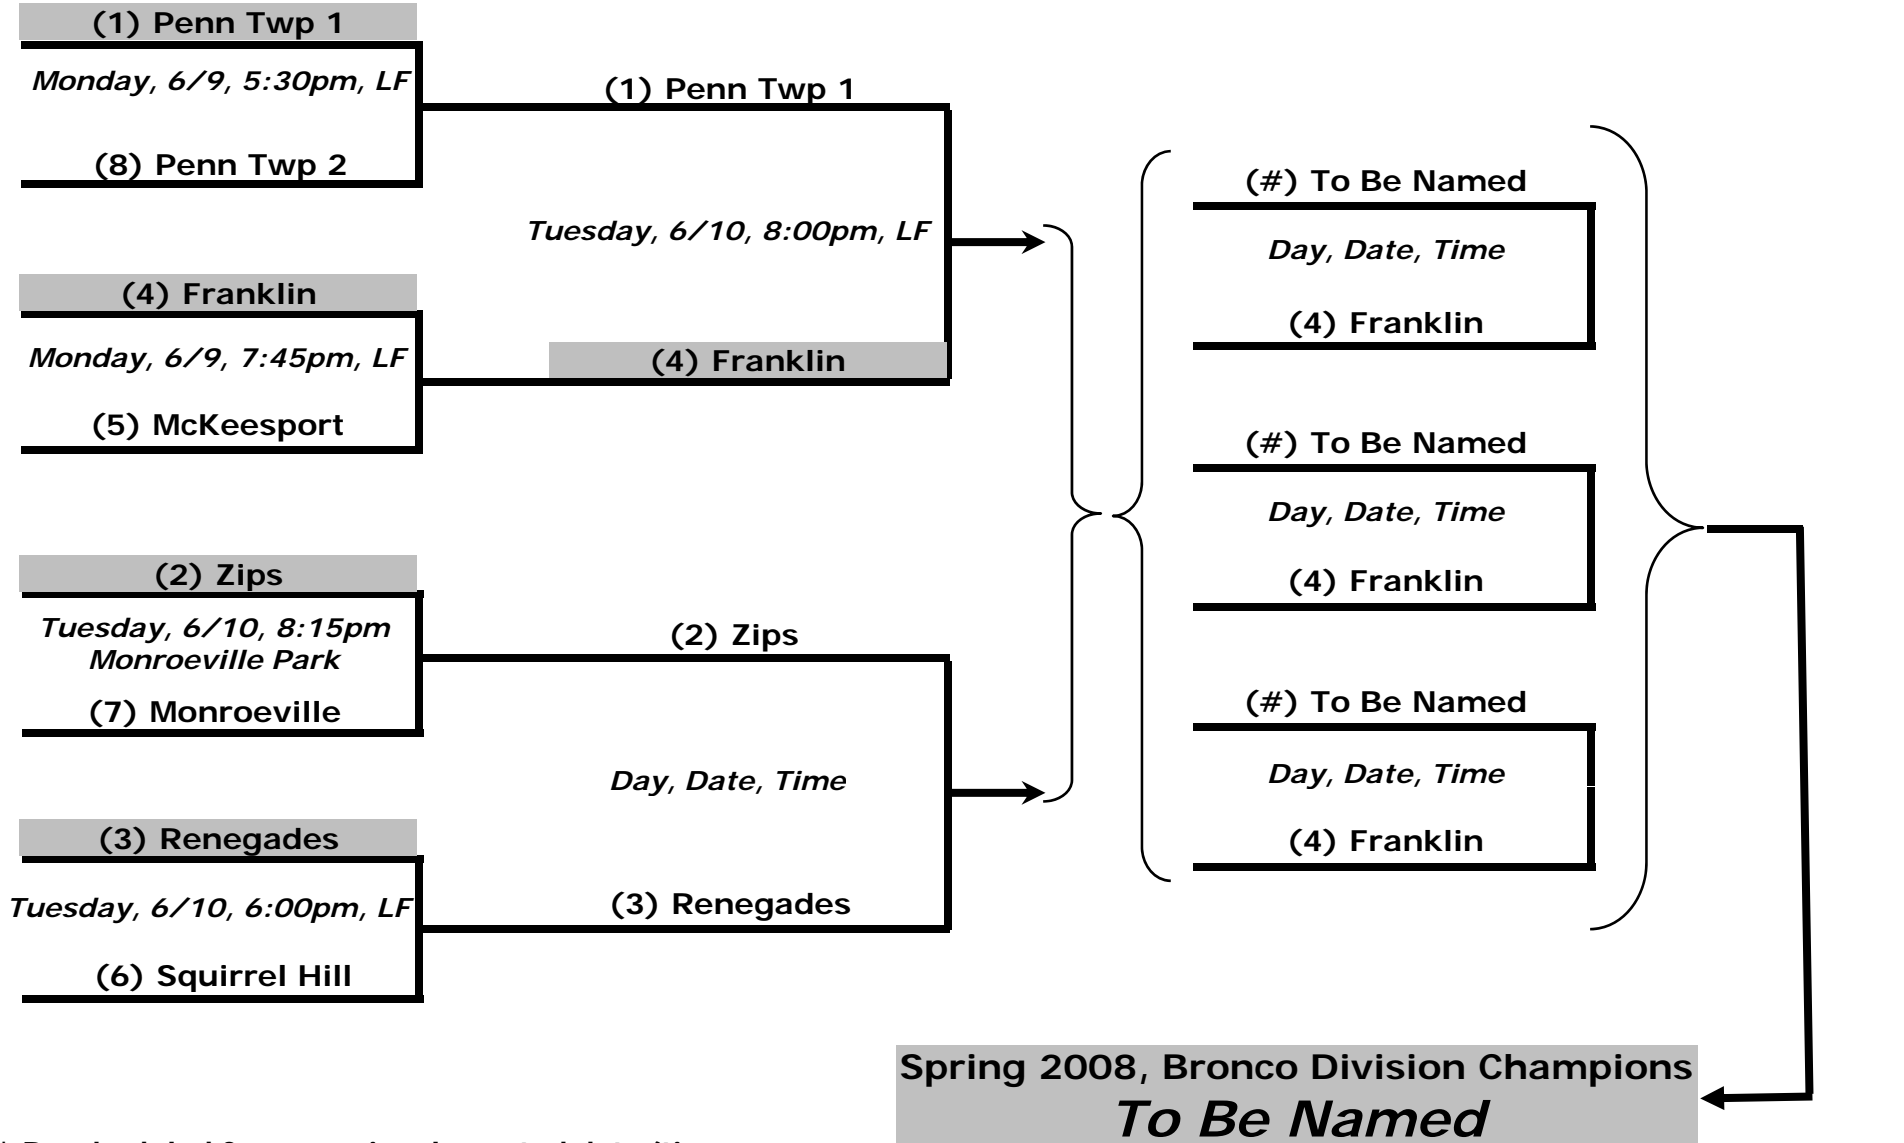 (1) Penn Twp 1
Monday, 6/9, 5:30pm, LF
(8) Penn Twp 2
(4) Franklin
Monday, 6/9, 7:45pm, LF
(5) McKeesport
(2) Zips
Tuesday, 6/10, 8:15pm
Monroeville Park
(7) Monroeville
(3) Renegades
Tuesday, 6/10, 6:00pm, LF
(6) Squirrel Hill
(1) Penn Twp 1
Tuesday, 6/10, 8:00pm, LF
(4) Franklin
(2) Zips
Day, Date, Time
(3) Renegades
(#) To Be Named
Day, Date, Time
(4) Franklin
(#) To Be Named
Day, Date, Time
(4) Franklin
(#) To Be Named
Day, Date, Time
(4) Franklin
Spring 2008, Bronco Division Champions
To Be Named